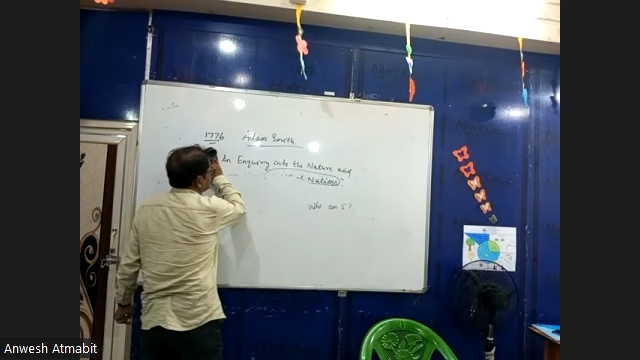 1776 Adam Smith
An Enquiry into the Nature and
Nations"
Who am I?
Anwesh Atmabit